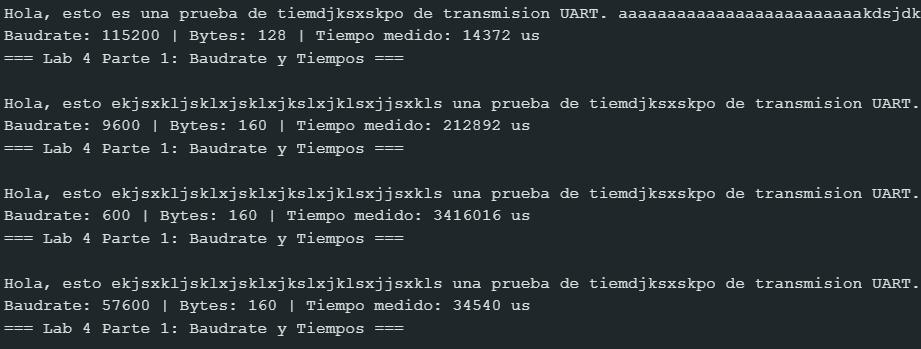 Hola, esto es una prueba de tiemdjksxskpo de transmision UART. aaaaaaaaaaaaaaaaaaaaaaaaakdsjdk
Baudrate: 115200 | Bytes: 128 | Tiempo medido: 14372 us
=== Lab 4 Parte 1: Baudrate y Tiempos ===
Hola, esto ekjsxkljsklxjsklxjkslxjklsxjjsxkls una prueba de tiemdjksxskpo de transmision UART.
Baudrate: 9600 | Bytes: 160 | Tiempo medido: 212892 us
=== Lab 4 Parte 1: Baudrate y Tiempos ===
Hola, esto ekjsxkljsklxjsklxjkslxjklsxjjsxkls una prueba de tiemdjksxskpo de transmision UART.
Baudrate: 600 | Bytes: 160 | Tiempo medido: 3416016 us
=== Lab 4 Parte 1: Baudrate y Tiempos ===
Hola, esto ekjsxkljsklxjsklxjkslxjklsxjjsxkls una prueba de tiemdjksxskpo de transmision UART.
Baudrate: 57600 | Bytes: 160 | Tiempo medido: 34540 us
=== Lab 4 Parte 1: Baudrate y Tiempos ===